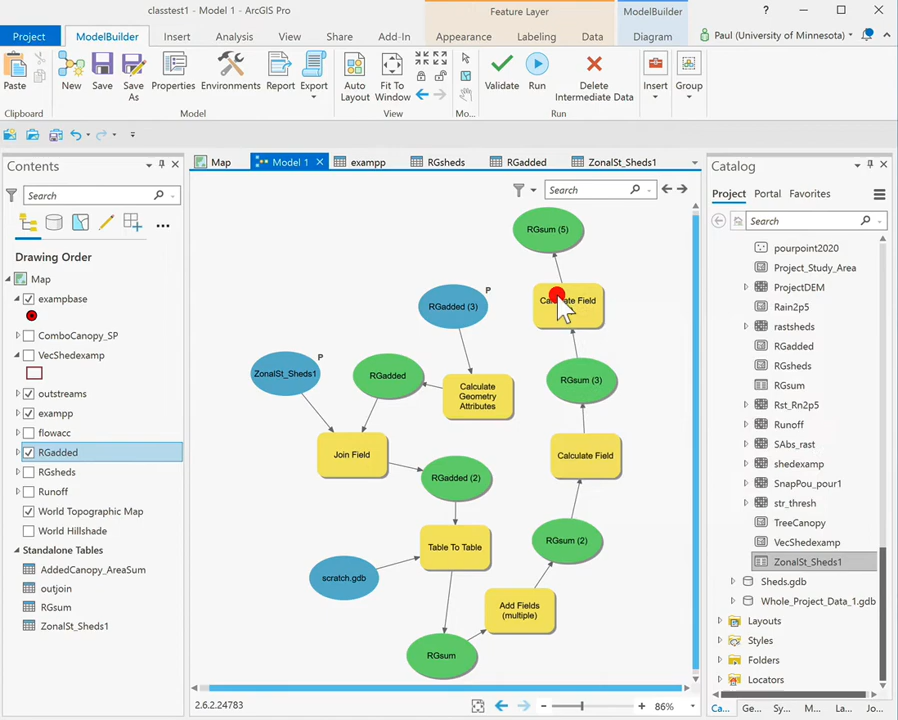 classtest1 - Model 1 - ArcGIS Pro
Feature Layer
ModelBuilder
?
Project
ModelBuilder
Insert
Analysis
View
Share
Add-In
Appearance
Labeling
Data
Diagram
Paul (University of Minnesota)
Paste
New
Save
Save As
Properties
Environments
Report
Export
Auto Layout
Fit To Window
Validate
Run
Delete Intermediate Data
Insert
Group
Clipboard
Model
View
Mo...
Run
Contents
Search
Drawing Order
Map
exampbase
ComboCanopy_SP
VecShedexamp
outstreams
exampp
flowacc
RGadded
RGsheds
Runoff
World Topographic Map
World Hillshade
Standalone Tables
AddedCanopy_AreaSum
outjoin
RGsum
ZonalSt_Sheds1
Map
Model 1
exampp
RGsheds
RGadded
ZonalSt_Sheds1
Search
RGsum (5)
Calculate Field
RGadded (3)
P
ZonalSt_Sheds1
P
RGadded
Calculate
Geometry
Attributes
RGsum (3)
Join Field
Calculate Field
RGadded (2)
Table To Table
RGsum (2)
scratch.gdb
Add Fields
(multiple)
RGsum
2.6.2.24783
86%
Catalog
Project
Portal
Favorites
Search
pourpoint2020
Project_Study_Area
ProjectDEM
Rain2p5
rastsheds
RGadded
RGsheds
RGsum
Rst_Rn2p5
Runoff
SAbs_rast
shedexamp
SnapPou_pour1
str_thresh
TreeCanopy
VecShedexamp
ZonalSt_Sheds1
Sheds.gdb
Whole_Project_Data_1.gdb
Layouts
Styles
Folders
Locators
Ca...
Ge...
Sy...
M...
La...
Jo...